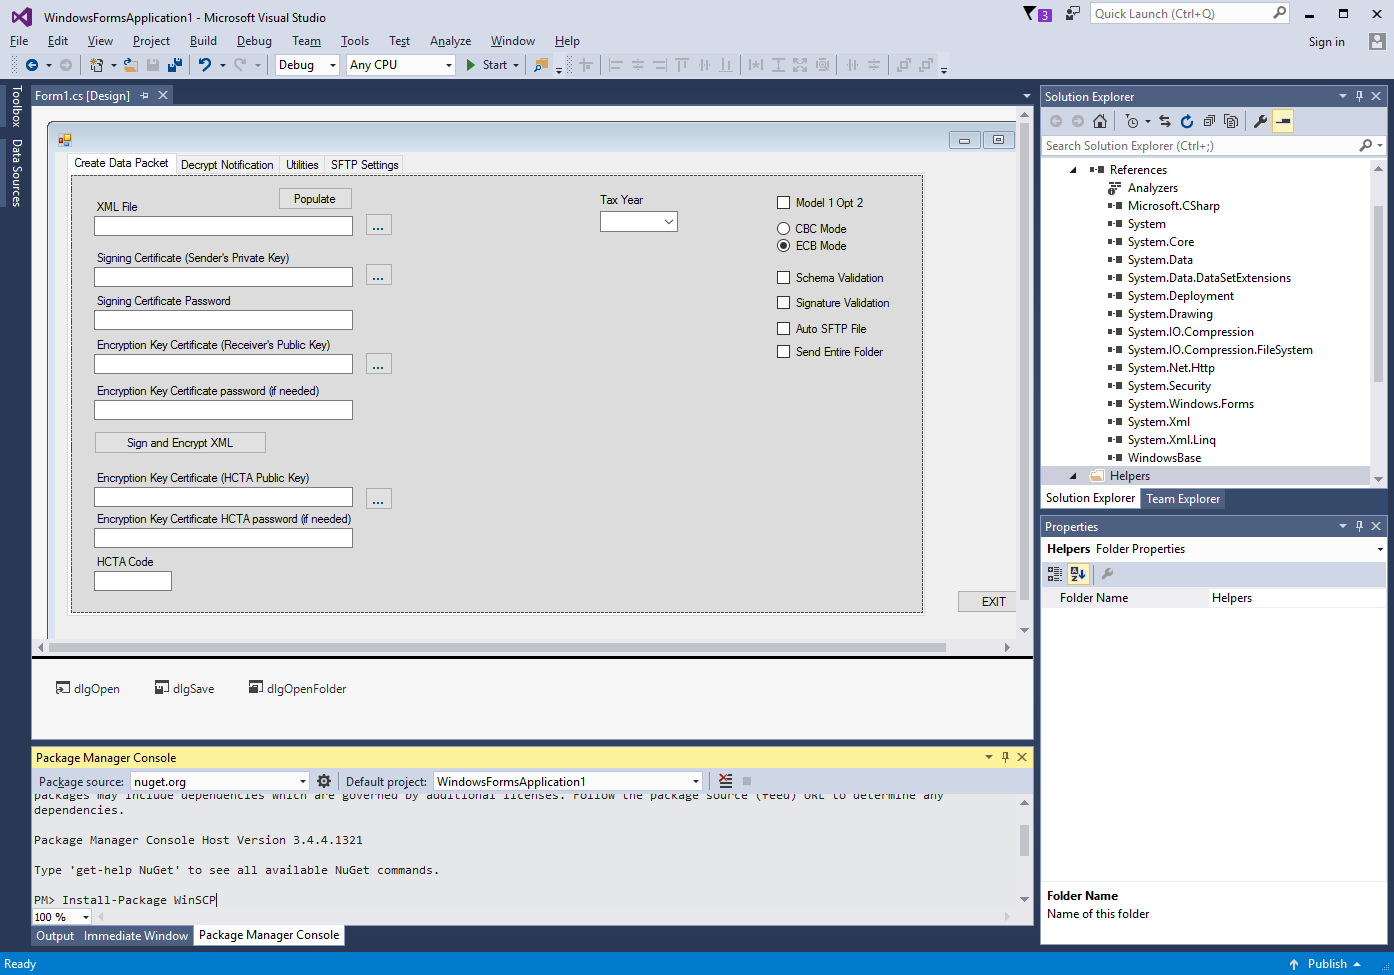 WindowsFormsApplication1 - Microsoft Visual Studio
3
Quick Launch (Ctrl+Q)
File Edit View Project Build Debug Team Tools Test Analyze Window Help
Sign in
Debug Any CPU Start
Toolbox
Data Sources
Form1.cs [Design]
Create Data Packet Decrypt Notification Utilities SFTP Settings
Populate
XML File
...
Signing Certificate (Sender's Private Key)
...
Signing Certificate Password
Encryption Key Certificate (Receiver's Public Key)
...
Encryption Key Certificate password (if needed)
Sign and Encrypt XML
Encryption Key Certificate (HCTA Public Key)
...
Encryption Key Certificate HCTA password (if needed)
HCTA Code
Tax Year
Model 1 Opt 2
CBC Mode
ECB Mode
Schema Validation
Signature Validation
Auto SFTP File
Send Entire Folder
EXIT
dlgOpen dlgSave dlgOpenFolder
Package Manager Console
Package source: nuget.org Default project: WindowsFormsApplication1
packages may include dependencies which are governed by additional licenses. Follow the package source (feed) URL to determine any
dependencies.
Package Manager Console Host Version 3.4.4.1321
Type 'get-help NuGet' to see all available NuGet commands.
PM> Install-Package WinSCP
100 %
Output Immediate Window Package Manager Console
Solution Explorer
Search Solution Explorer (Ctrl+;)
References
Analyzers
Microsoft.CSharp
System
System.Core
System.Data
System.Data.DataSetExtensions
System.Deployment
System.Drawing
System.IO.Compression
System.IO.Compression.FileSystem
System.Net.Http
System.Security
System.Windows.Forms
System.Xml
System.Xml.Linq
WindowsBase
Helpers
Solution Explorer Team Explorer
Properties
Helpers Folder Properties
Folder Name Helpers
Folder Name
Name of this folder
Ready
Publish